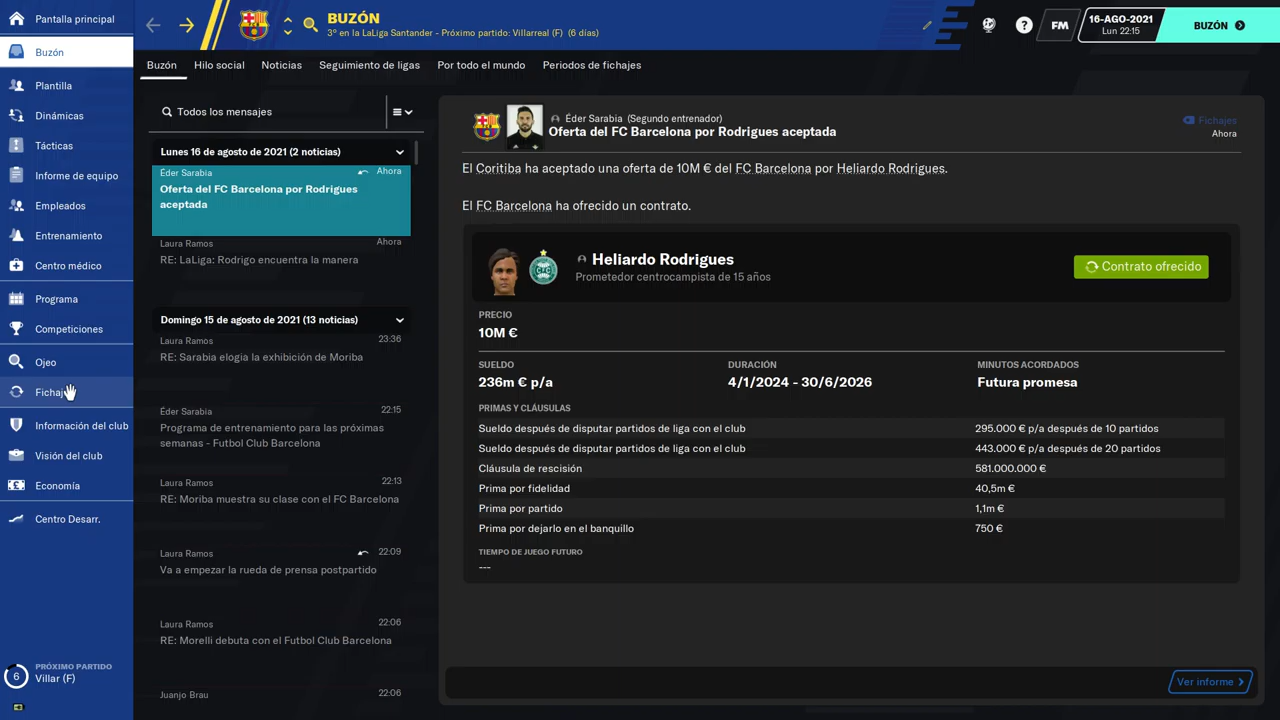 Pantalla principal
Buzón
Plantilla
Dinámicas
Tácticas
Informe de equipo
Empleados
Entrenamiento
Centro médico
Programa
Competiciones
Ojeo
Fichaj
Información del club
Visión del club
Economía
Centro Desarr.
6
PRÓXIMO PARTIDO
Villar (F)
BUZÓN
3º en la LaLiga Santander - Próximo partido: Villarreal (F) (6 días)
?
FM
16-AGO-2021
Lun 22:15
BUZÓN
Buzón
Hilo social
Noticias
Seguimiento de ligas
Por todo el mundo
Periodos de fichajes
Todos los mensajes
Lunes 16 de agosto de 2021 (2 noticias)
Éder Sarabia
Ahora
Oferta del FC Barcelona por Rodrigues
aceptada
Laura Ramos
Ahora
RE: LaLiga: Rodrigo encuentra la manera
Domingo 15 de agosto de 2021 (13 noticias)
Laura Ramos
23:36
RE: Sarabia elogia la exhibición de Moriba
Éder Sarabia
22:15
Programa de entrenamiento para las próximas
semanas - Futbol Club Barcelona
Laura Ramos
22:13
RE: Moriba muestra su clase con el FC Barcelona
Laura Ramos
22:09
Va a empezar la rueda de prensa postpartido
Laura Ramos
22:06
RE: Morelli debuta con el Futbol Club Barcelona
Juanjo Brau
22:06
Éder Sarabia (Segundo entrenador)
Oferta del FC Barcelona por Rodrigues aceptada
Fichajes
Ahora
El Coritiba ha aceptado una oferta de 10M € del FC Barcelona por Heliardo Rodrigues.
El FC Barcelona ha ofrecido un contrato.
Heliardo Rodrigues
Prometedor centrocampista de 15 años
Contrato ofrecido
PRECIO
10M €
SUELDO
236m € p/a
DURACIÓN
4/1/2024 - 30/6/2026
MINUTOS ACORDADOS
Futura promesa
PRIMAS Y CLÁUSULAS
Sueldo después de disputar partidos de liga con el club
295.000 € p/a después de 10 partidos
Sueldo después de disputar partidos de liga con el club
443.000 € p/a después de 20 partidos
Cláusula de rescisión
581.000.000 €
Prima por fidelidad
40,5m €
Prima por partido
1,1m €
Prima por dejarlo en el banquillo
750 €
TIEMPO DE JUEGO FUTURO
---
Ver informe